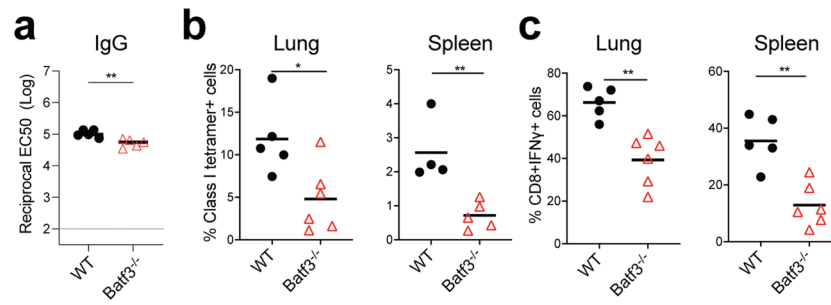 a
IgG
**
Reciprocal EC50 (Log)
7
6
5
4
3
2
WT
Batf3-/-
b
Lung
*
% Class I tetramer+ cells
20
15
10
5
0
WT
Batf3-/-
Spleen
**
5
4
3
2
1
0
WT
Batf3-/-
c
Lung
**
% CD8+IFNγ+ cells
80
60
40
20
0
WT
Batf3-/-
Spleen
**
60
40
20
0
WT
Batf3-/-